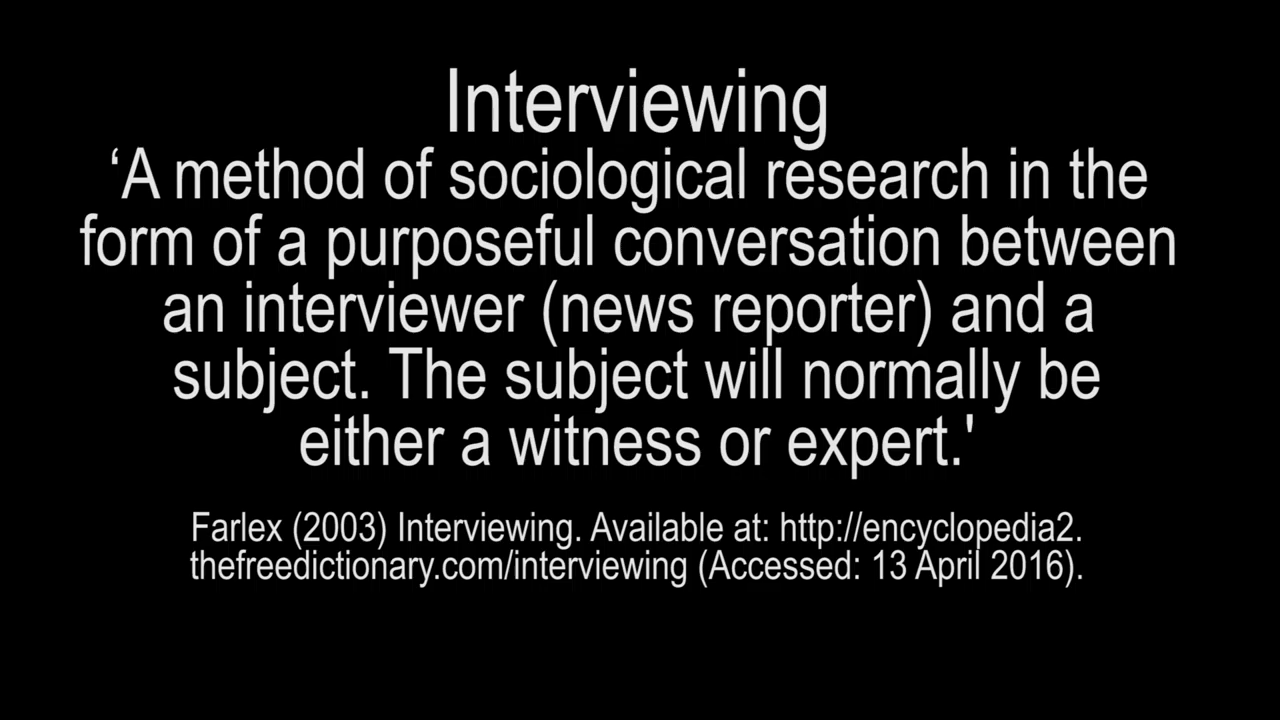 Interviewing
‘A method of sociological research in the
form of a purposeful conversation between
an interviewer (news reporter) and a
subject. The subject will normally be
either a witness or expert.'
Farlex (2003) Interviewing. Available at: http://encyclopedia2.
thefreedictionary.com/interviewing (Accessed: 13 April 2016).